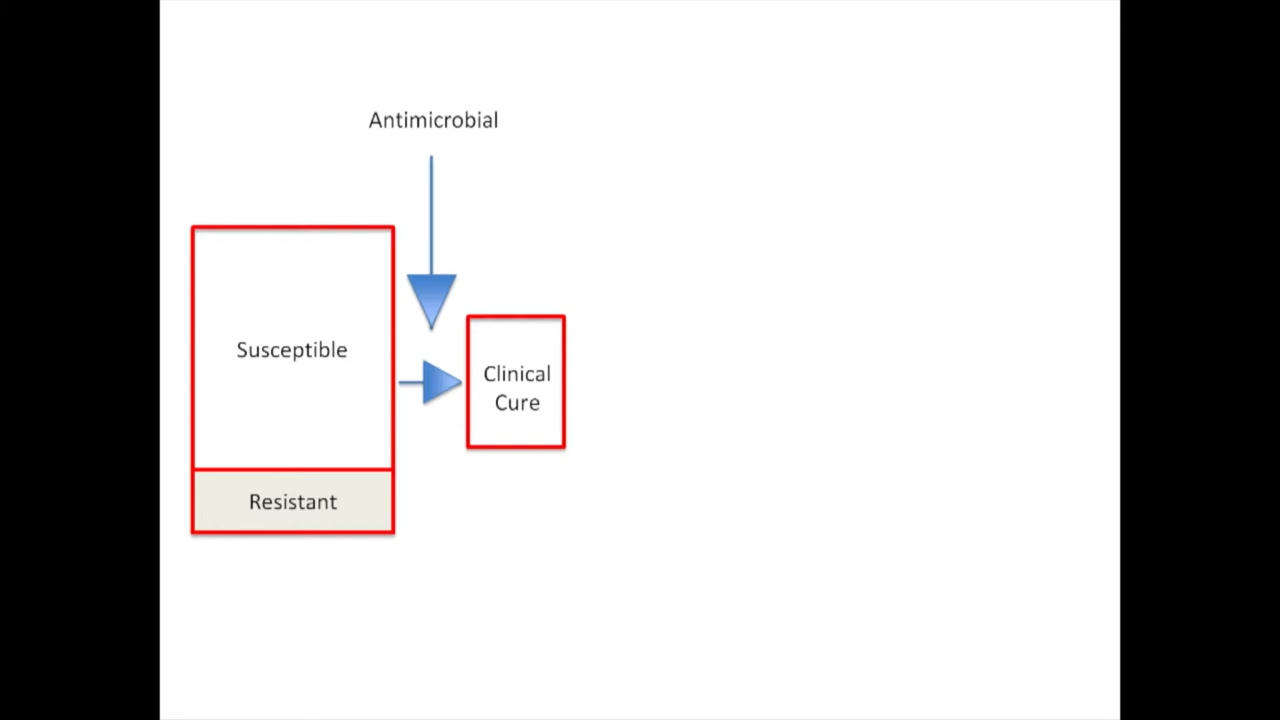 Antimicrobial
Susceptible
Clinical
Cure
Resistant